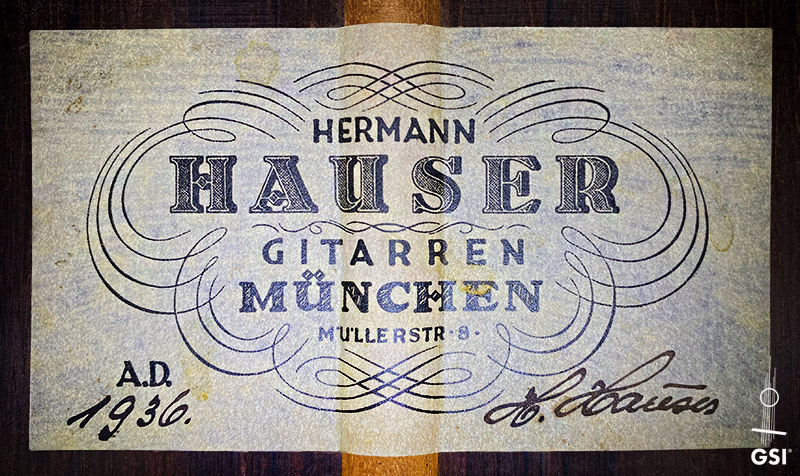 HERMANN
HAUSER
GITARREN
MÜNCHEN
MÜLLERSTR·8·
A.D.
1936.
H. Hauser
GSI®